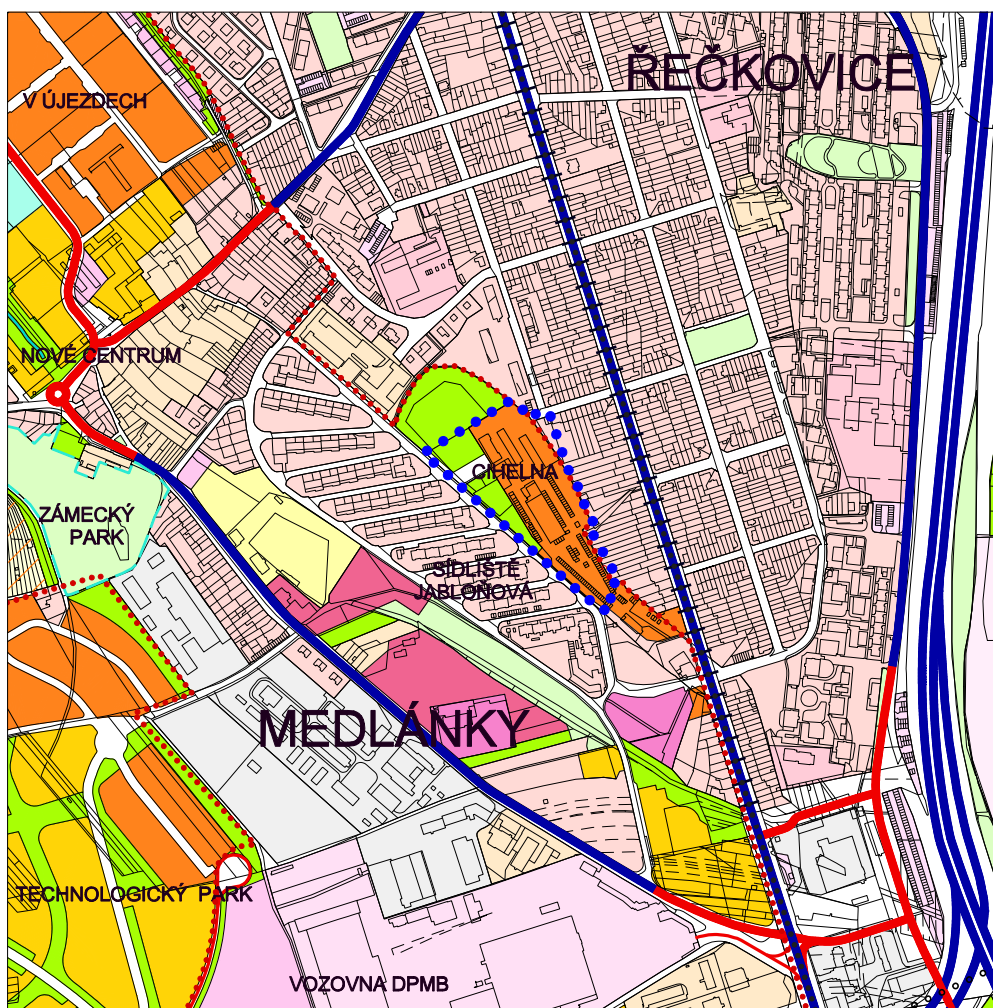 ŘEČKOVICE
V ÚJEZDECH
NOVÉ CENTRUM
CIHELNA
ZÁMECKÝ
PARK
SÍDLIŠTĚ
JABLOŇOVÁ
MEDLÁNKY
TECHNOLOGICKÝ PARK
VOZOVNA DPMB